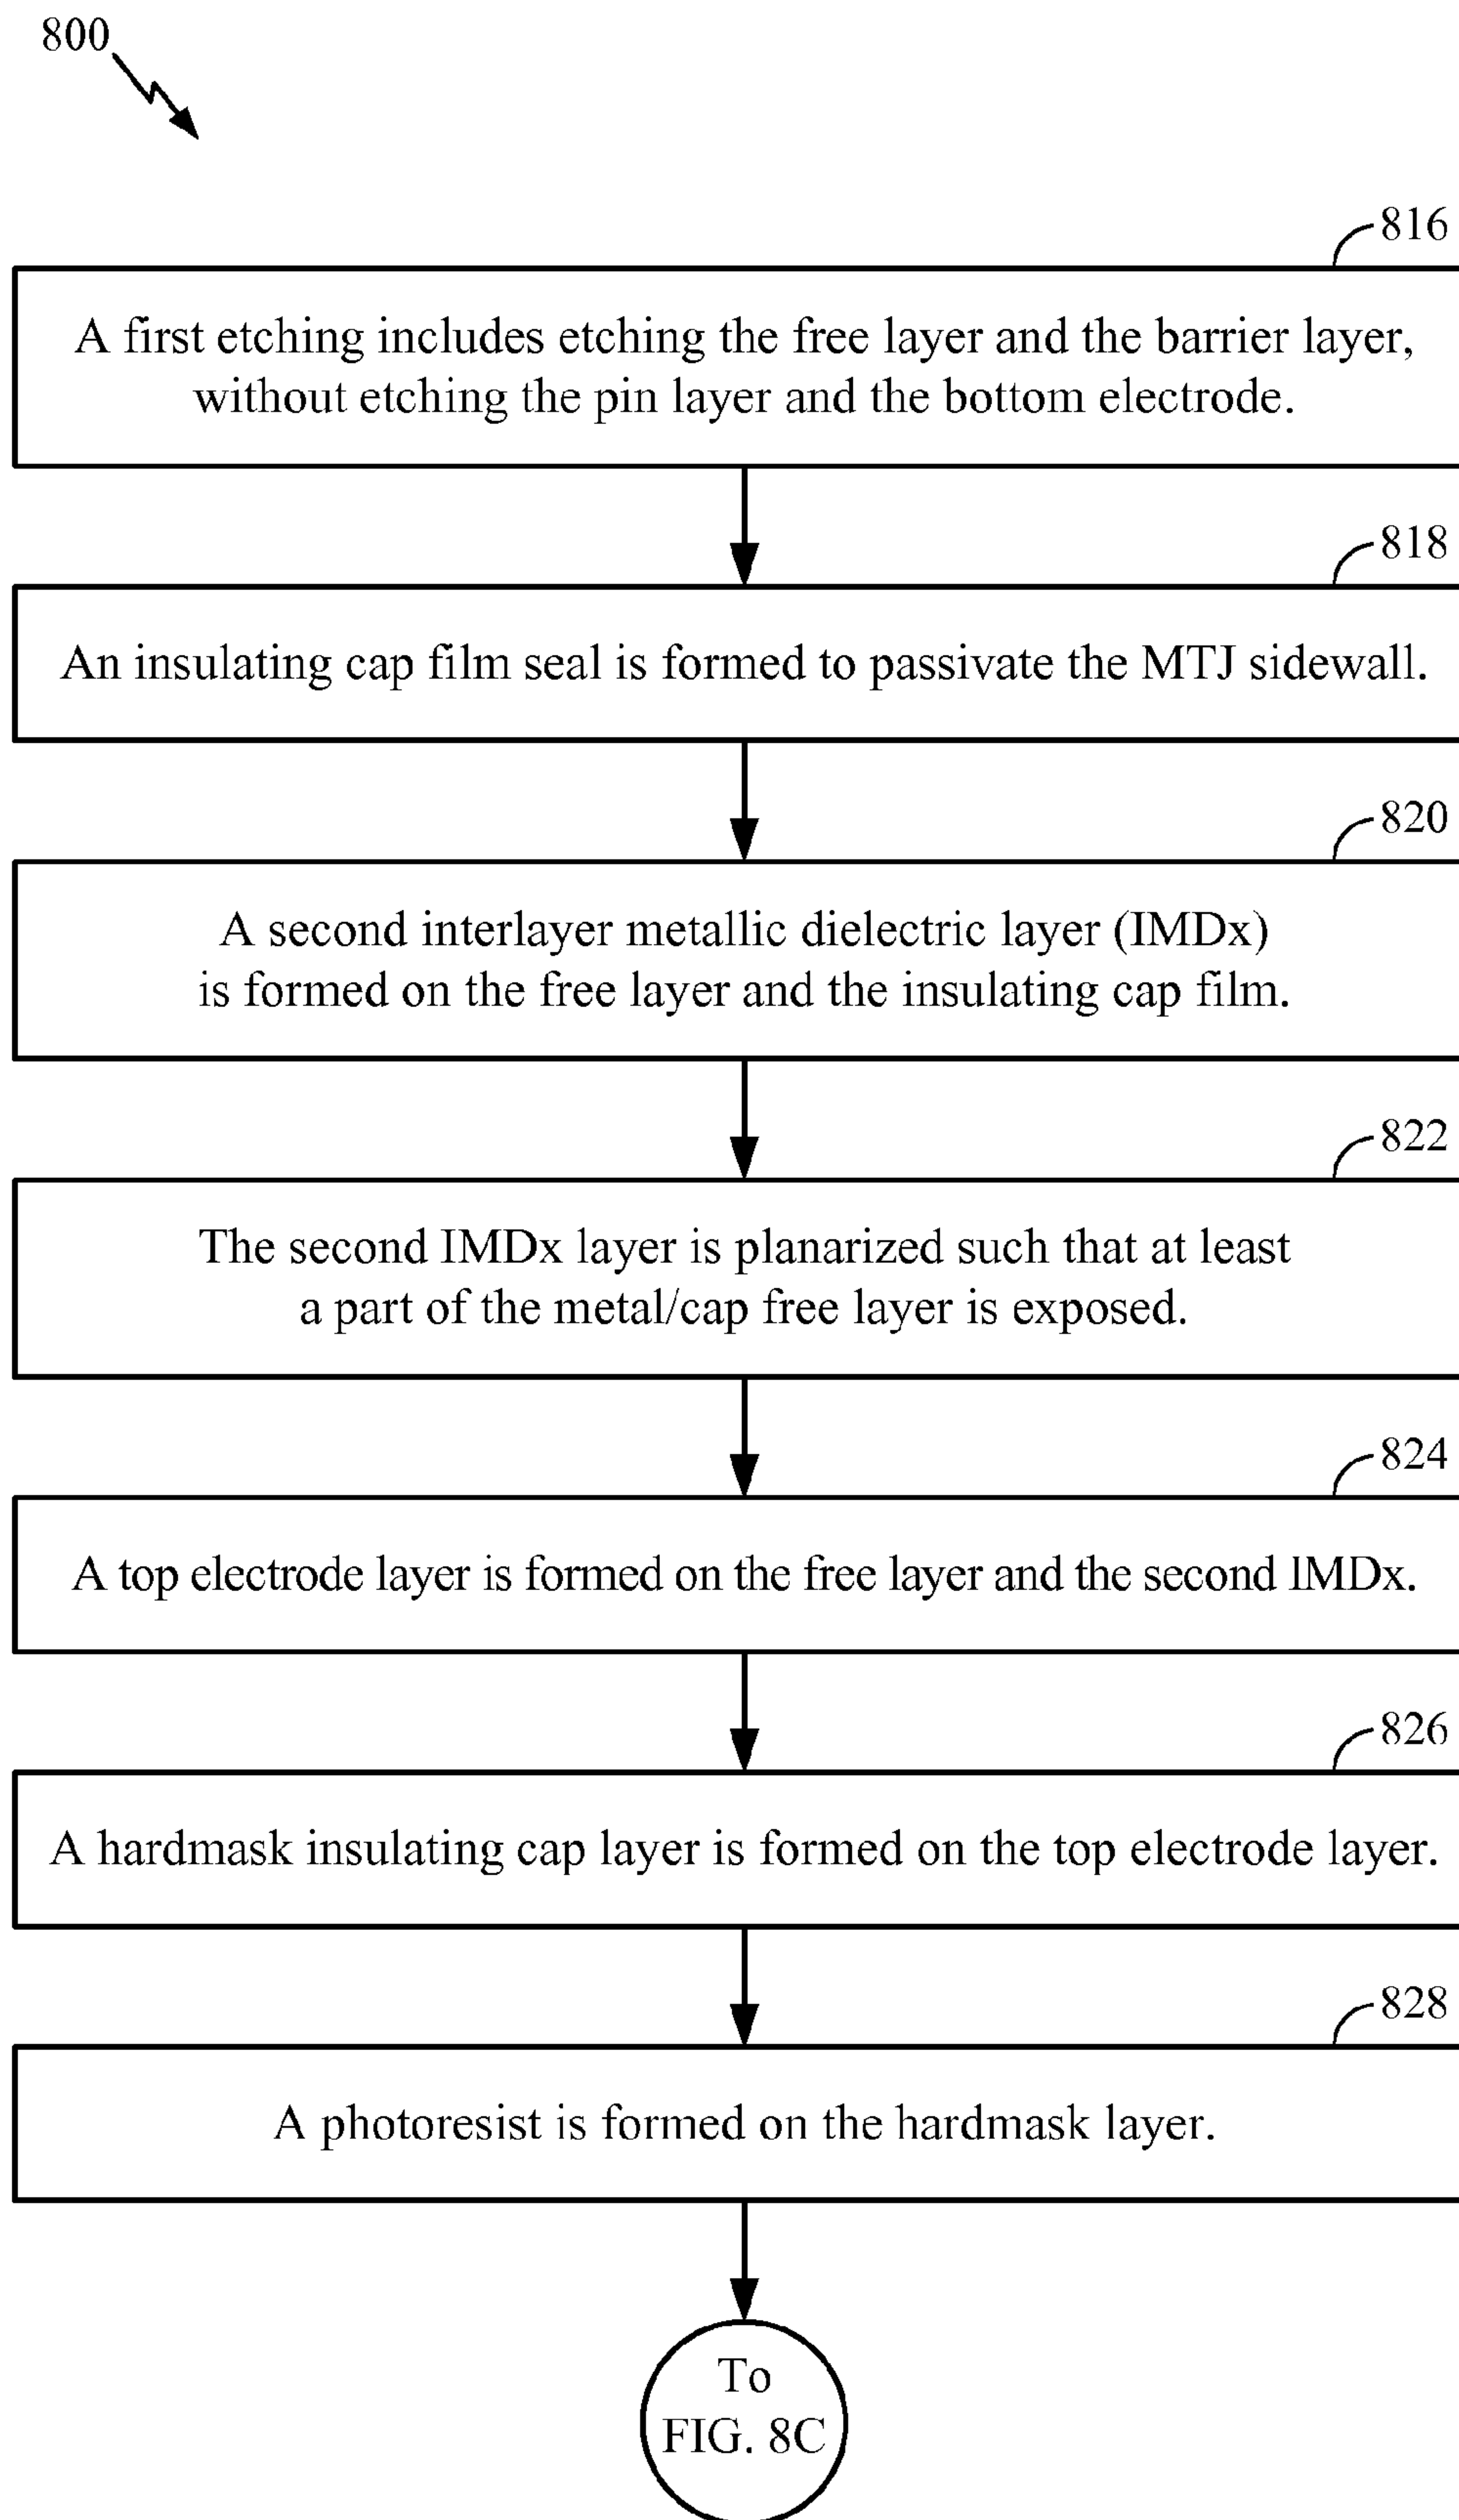 800
816
A first etching includes etching the free layer and the barrier layer,
without etching the pin layer and the bottom electrode.
818
An insulating cap film seal is formed to passivate the MTJ sidewall.
820
A second interlayer metallic dielectric layer (IMDx)
is formed on the free layer and the insulating cap film.
822
The second IMDx layer is planarized such that at least
a part of the metal/cap free layer is exposed.
824
A top electrode layer is formed on the free layer and the second IMDx.
826
A hardmask insulating cap layer is formed on the top electrode layer.
828
A photoresist is formed on the hardmask layer.
To
FIG. 8C